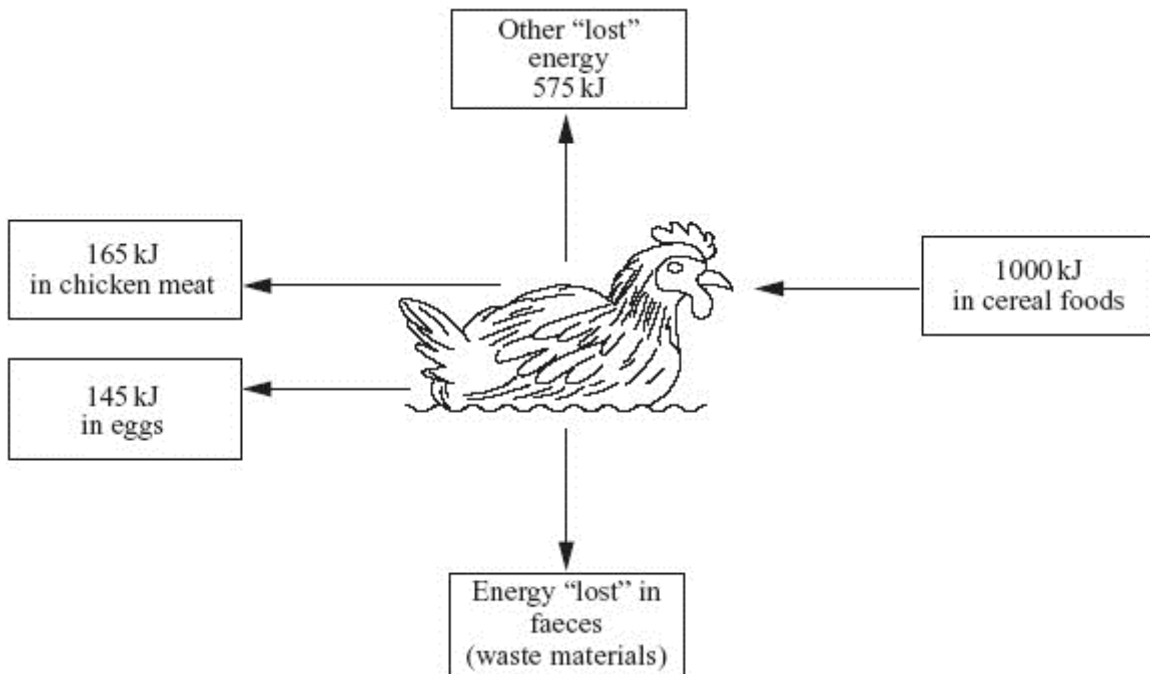 Other “lost”
energy
575 kJ
165 kJ
in chicken meat
1000 kJ
in cereal foods
145 kJ
in eggs
Energy “lost” in
faeces
(waste materials)